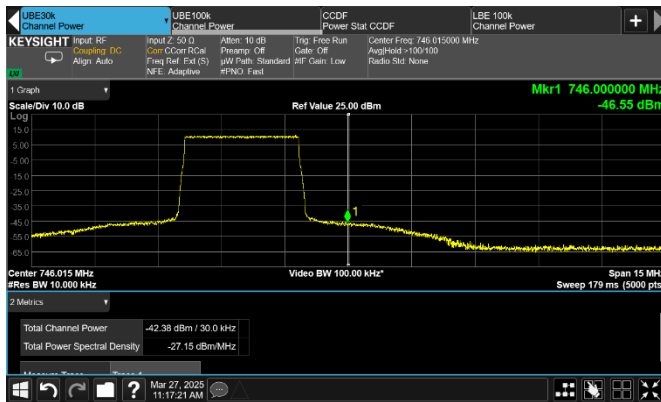 UBE30k
Channel Power
UBE100k
Channel Power
CCDF
Power Stat CCDF
LBE 100k
Channel Power
KEYSIGHT
Input: RF
Coupling: DC
Align: Auto
Input Z: 50 Ω
Corr CCorr RCal
Freq Ref: Ext (S)
NFE: Adaptive
Atten: 10 dB
Preamp: Off
µW Path: Standard
#PNO: Fast
Trig: Free Run
Gate: Off
#IF Gain: Low
Center Freq: 746.015000 MHz
Avg|Hold:>100/100
Radio Std: None
1 Graph
Scale/Div 10.0 dB
Ref Value 25.00 dBm
Mkr1 746.000000 MHz
-46.55 dBm
Log
15.0
5.00
-5.00
-15.0
-25.0
-35.0
-45.0
-55.0
-65.0
1
Center 746.015 MHz
#Res BW 10.000 kHz
Video BW 100.00 kHz*
Span 15 MHz
Sweep 179 ms (5000 pts)
2 Metrics
Total Channel Power
-42.38 dBm / 30.0 kHz
Total Power Spectral Density
-27.15 dBm/MHz
Mar 27, 2025
11:17:21 AM